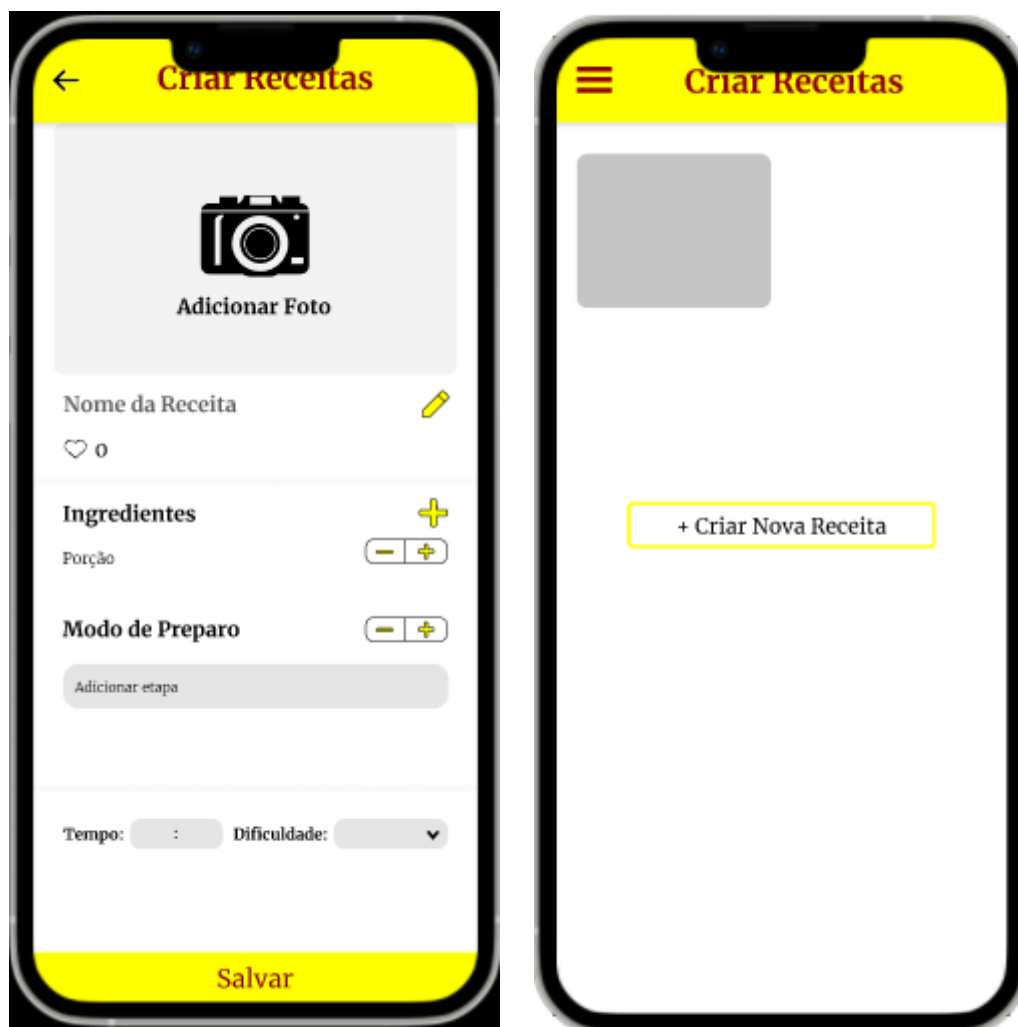 Criar Receitas
Adicionar Foto
Nome da Receita
0
Ingredientes
Porção
Modo de Preparo
Adicionar etapa
Tempo: : Dificuldade:
Salvar
Criar Receitas
+ Criar Nova Receita